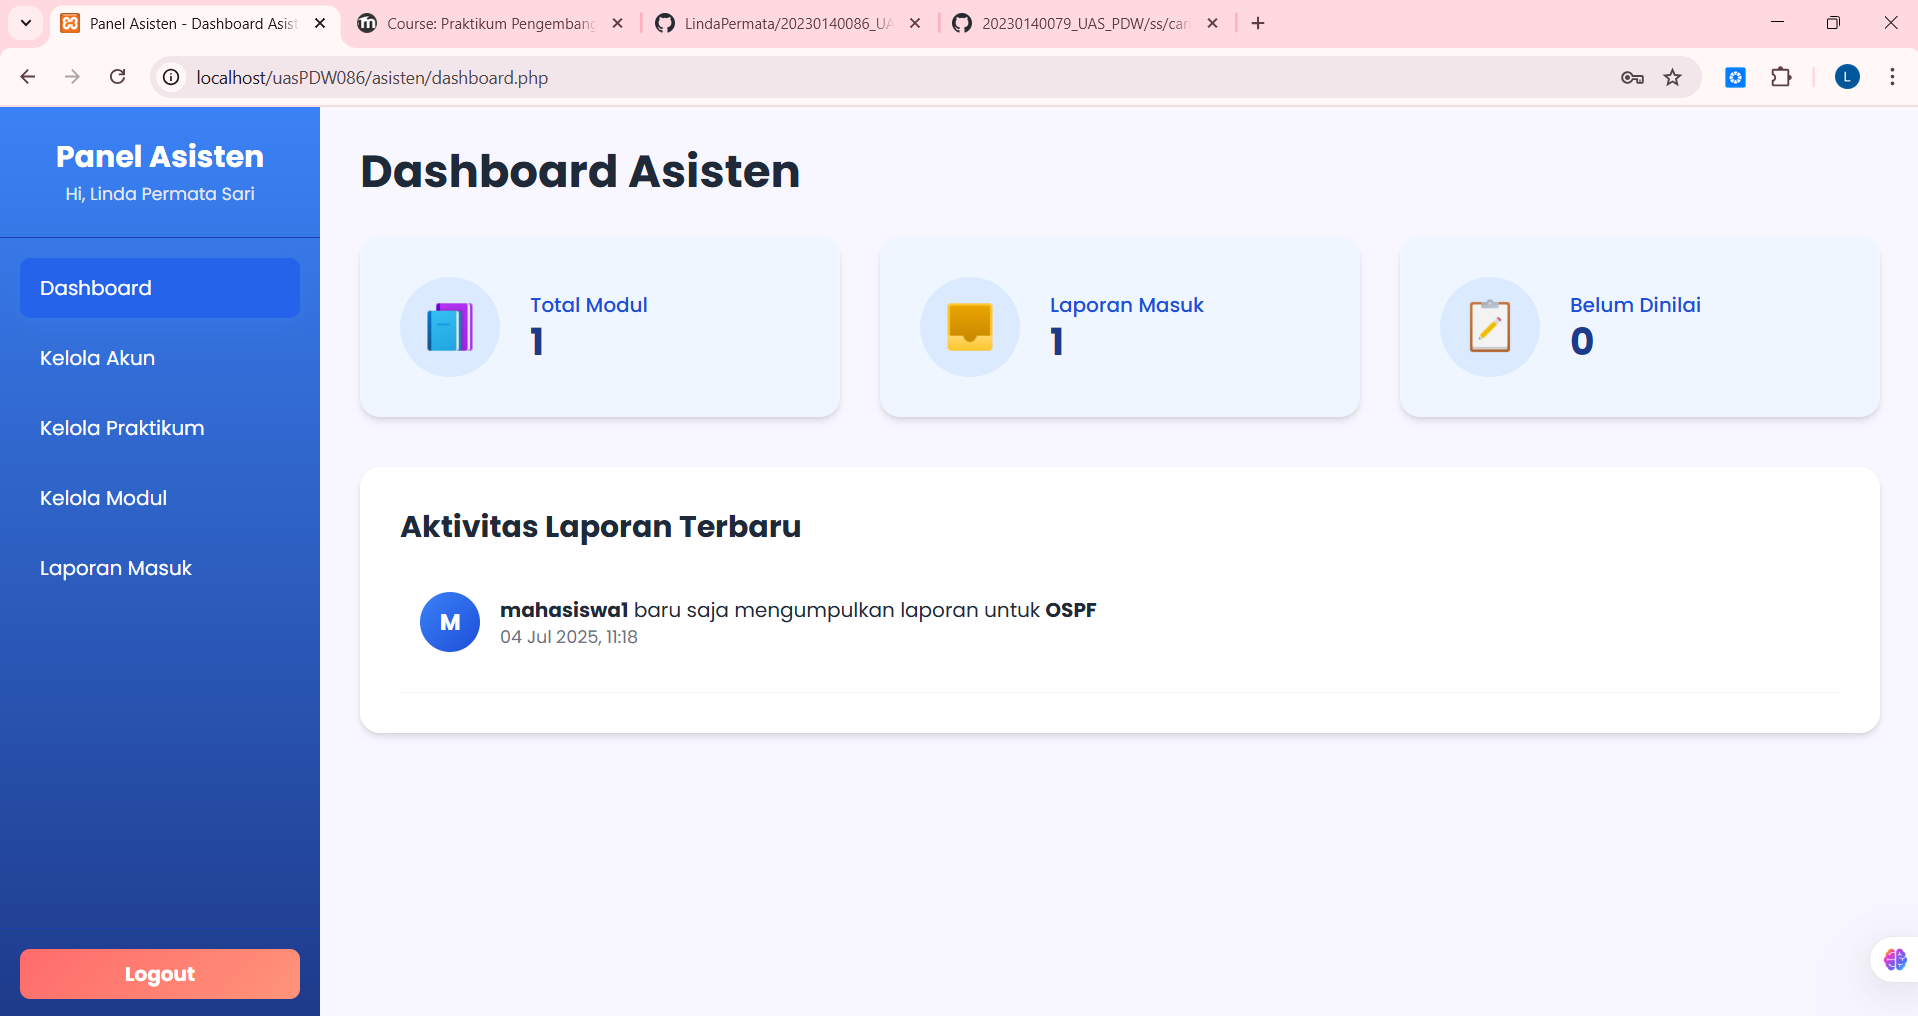 Panel Asisten - Dashboard Asist
Course: Praktikum Pengembang
LindaPermata/20230140086_UA
20230140079_UAS_PDW/ss/cari
localhost/uasPDW086/asisten/dashboard.php
L
Panel Asisten
Hi, Linda Permata Sari
Dashboard
Kelola Akun
Kelola Praktikum
Kelola Modul
Laporan Masuk
Logout
Dashboard Asisten
Total Modul
1
Laporan Masuk
1
Belum Dinilai
0
Aktivitas Laporan Terbaru
M
mahasiswa1 baru saja mengumpulkan laporan untuk OSPF
04 Jul 2025, 11:18